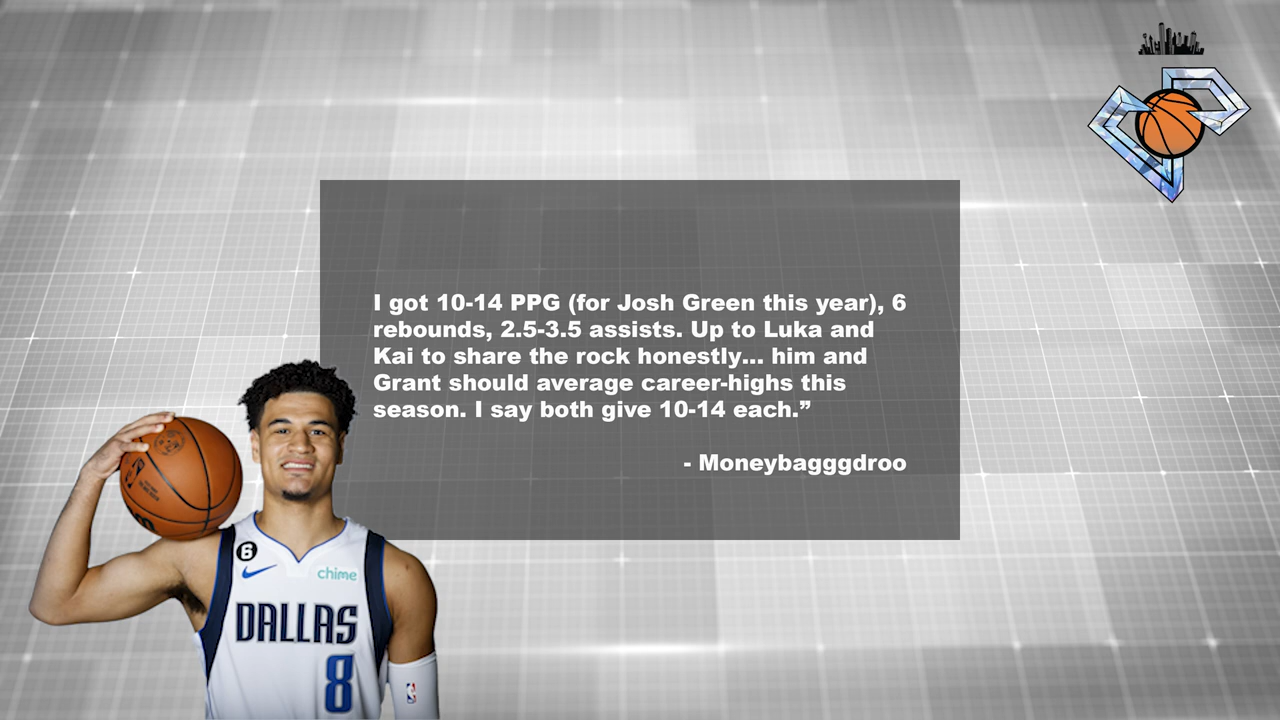 I got 10-14 PPG (for Josh Green this year), 6
rebounds, 2.5-3.5 assists. Up to Luka and
Kai to share the rock honestly... him and
Grant should average career-highs this
season. I say both give 10-14 each.”
- Moneybagggdroo
6
chime
DALLAS
8